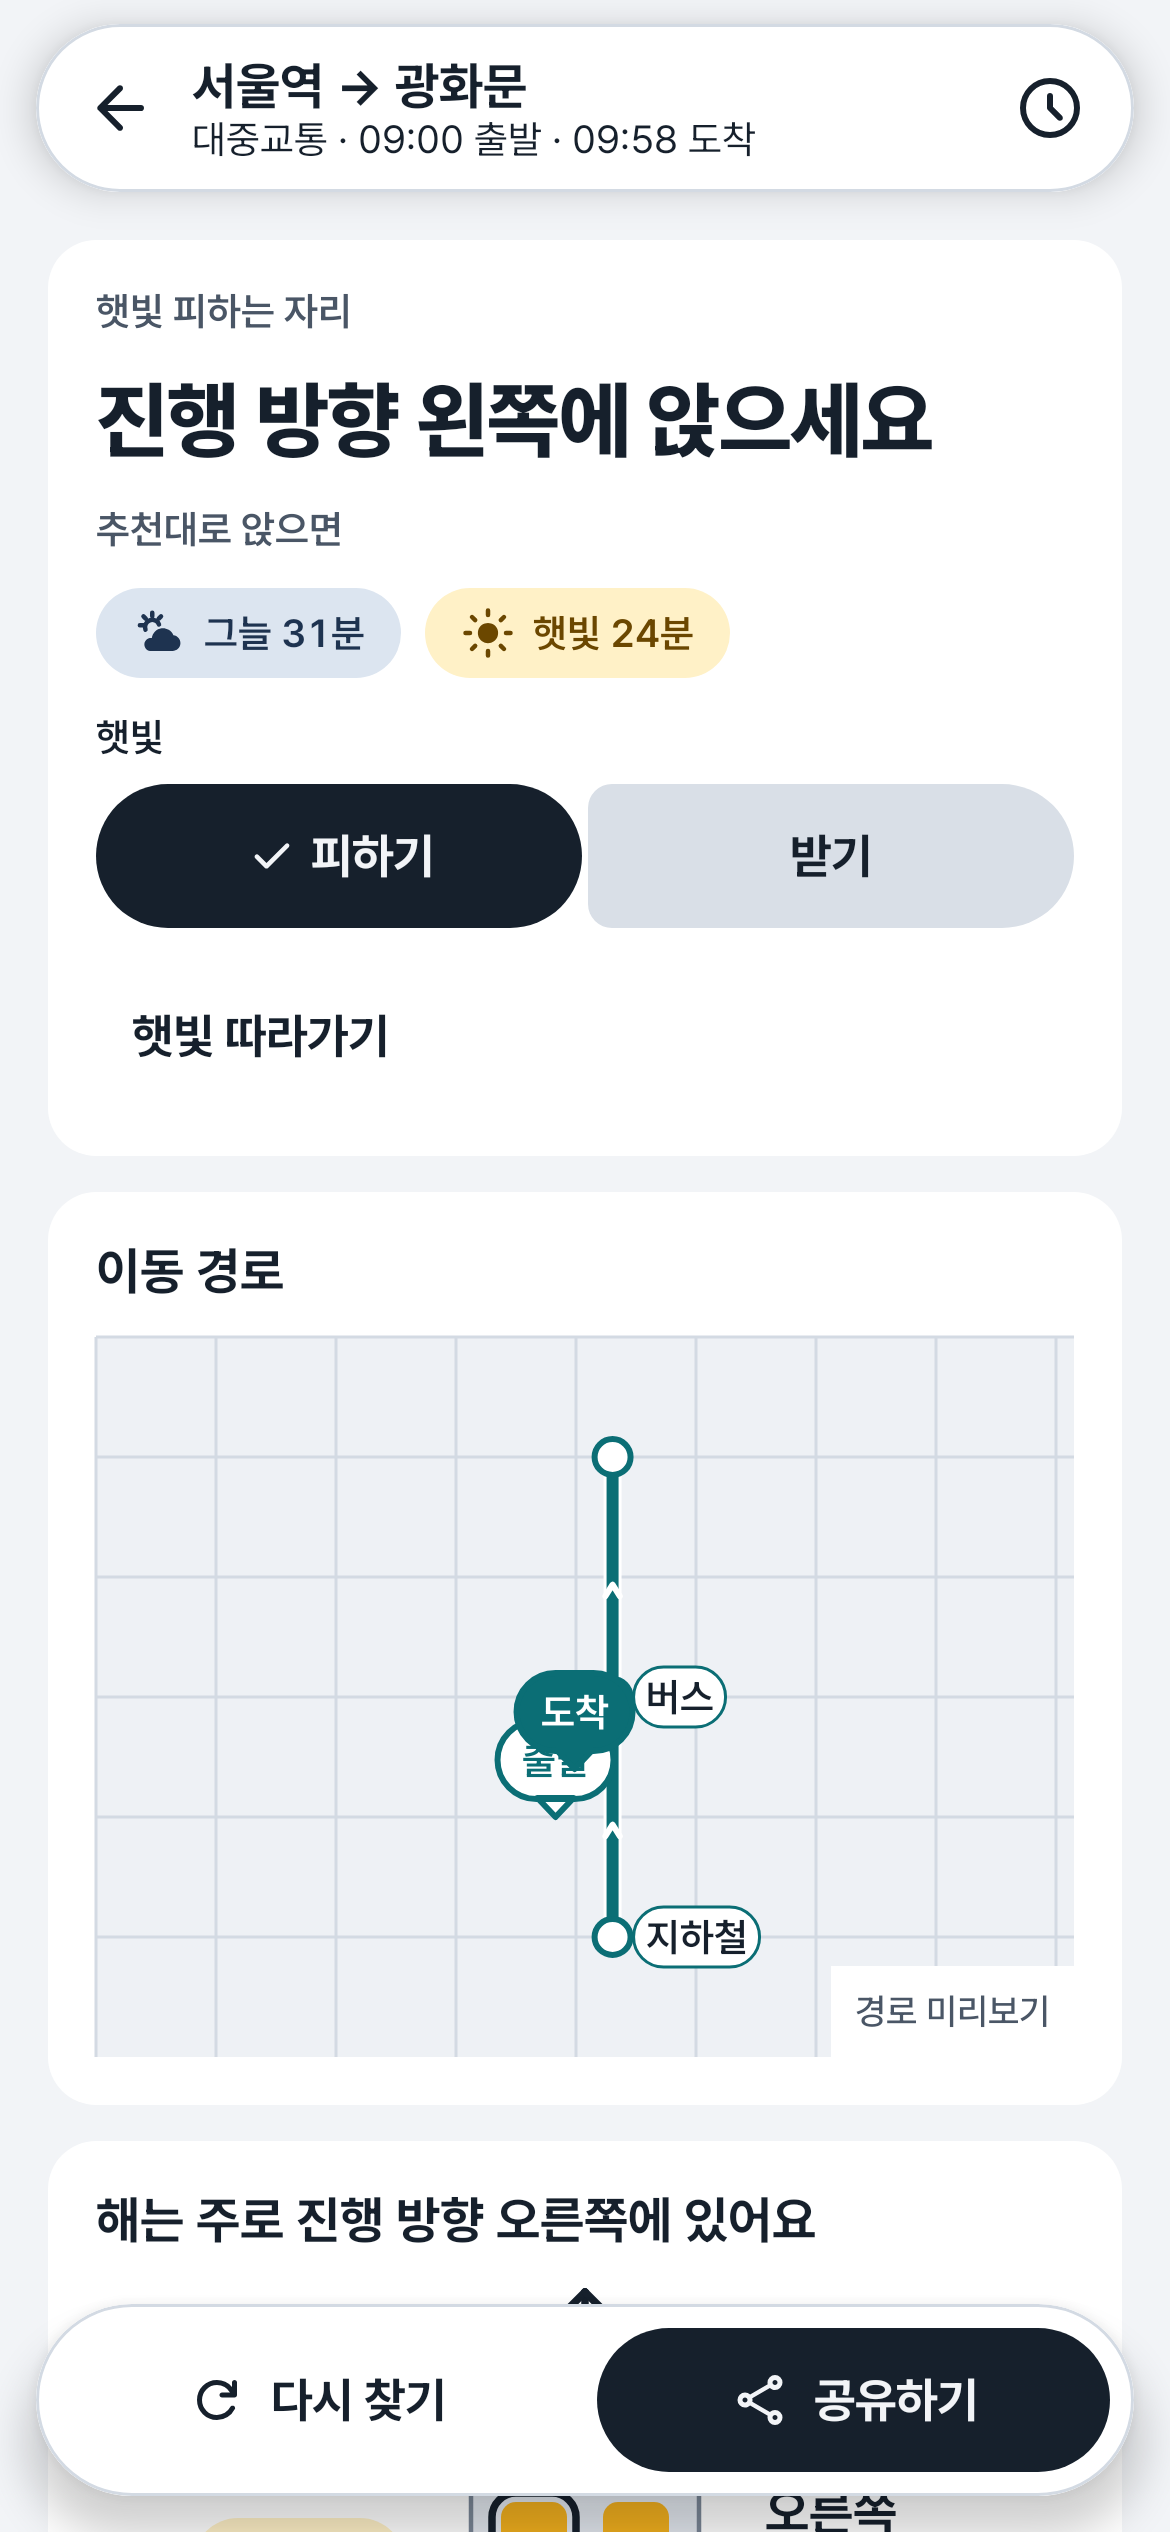 서울역 → 광화문
대중교통 · 09:00 출발 · 09:58 도착
햇빛 피하는 자리
진행 방향 왼쪽에 앉으세요
추천대로 앉으면
그늘 31분
햇빛 24분
햇빛
피하기
받기
햇빛 따라가기
이동 경로
버스
도착
출발
지하철
경로 미리보기
해는 주로 진행 방향 오른쪽에 있어요
다시 찾기
공유하기
오른쪽